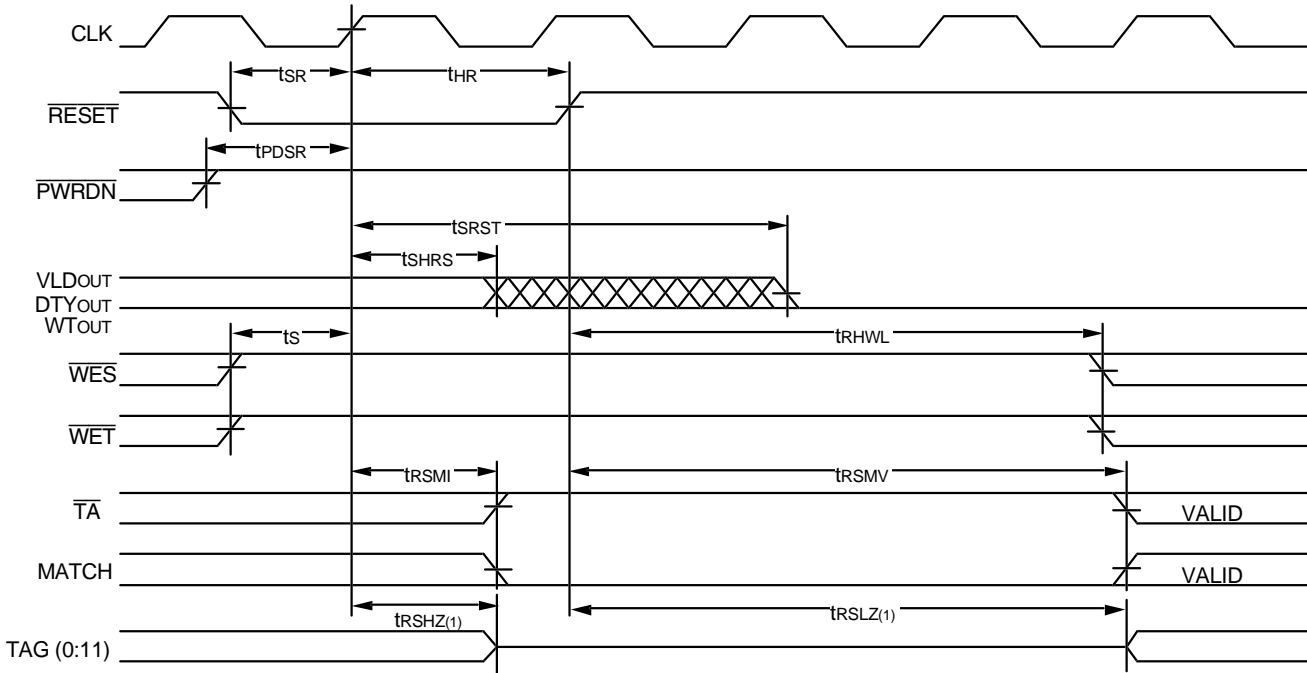 CLK
tSR
tHR
RESET
tPDSR
PWRDN
tSRST
tSHRS
VLDOUT
DTYOUT
WTOUT
tS
tRHWL
WES
WET
tRSMI
tRSMV
TA
VALID
MATCH
VALID
tRSHZ(1)
tRSLZ(1)
TAG (0:11)